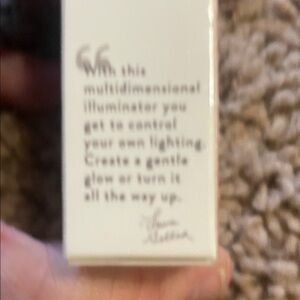 With this
multidimensional
illuminator you
get to control
your own lighting.
Create a gentle
glow or turn it
all the way up.